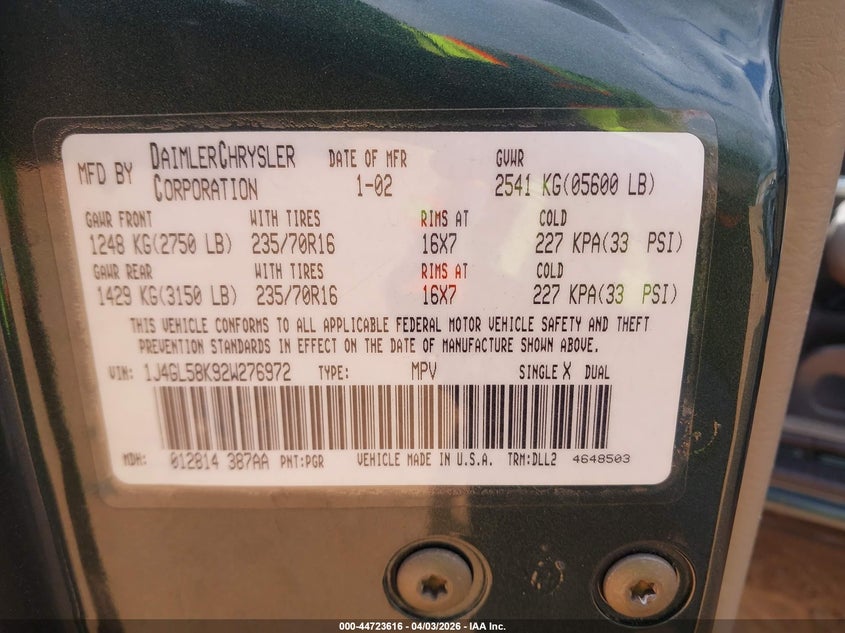 MFD BY DAIMLERCHRYSLER CORPORATION DATE OF MFR 1-02 GVWR 2541 KG(05600 LB)
GAWR FRONT WITH TIRES RIMS AT COLD
1248 KG(2750 LB) 235/70R16 16X7 227 KPA(33 PSI)
GAWR REAR WITH TIRES RIMS AT COLD
1429 KG(3150 LB) 235/70R16 16X7 227 KPA(33 PSI)
THIS VEHICLE CONFORMS TO ALL APPLICABLE FEDERAL MOTOR VEHICLE SAFETY AND THEFT
PREVENTION STANDARDS IN EFFECT ON THE DATE OF MANUFACTURE SHOWN ABOVE.
VIN: 1J4GL58K92W276972 TYPE: MPV SINGLE X DUAL
MDH: 012814 387AA PNT:PGR VEHICLE MADE IN U.S.A. TRM:DLL2 4648503
000-44723616 - 04/03/2026 - IAA Inc.